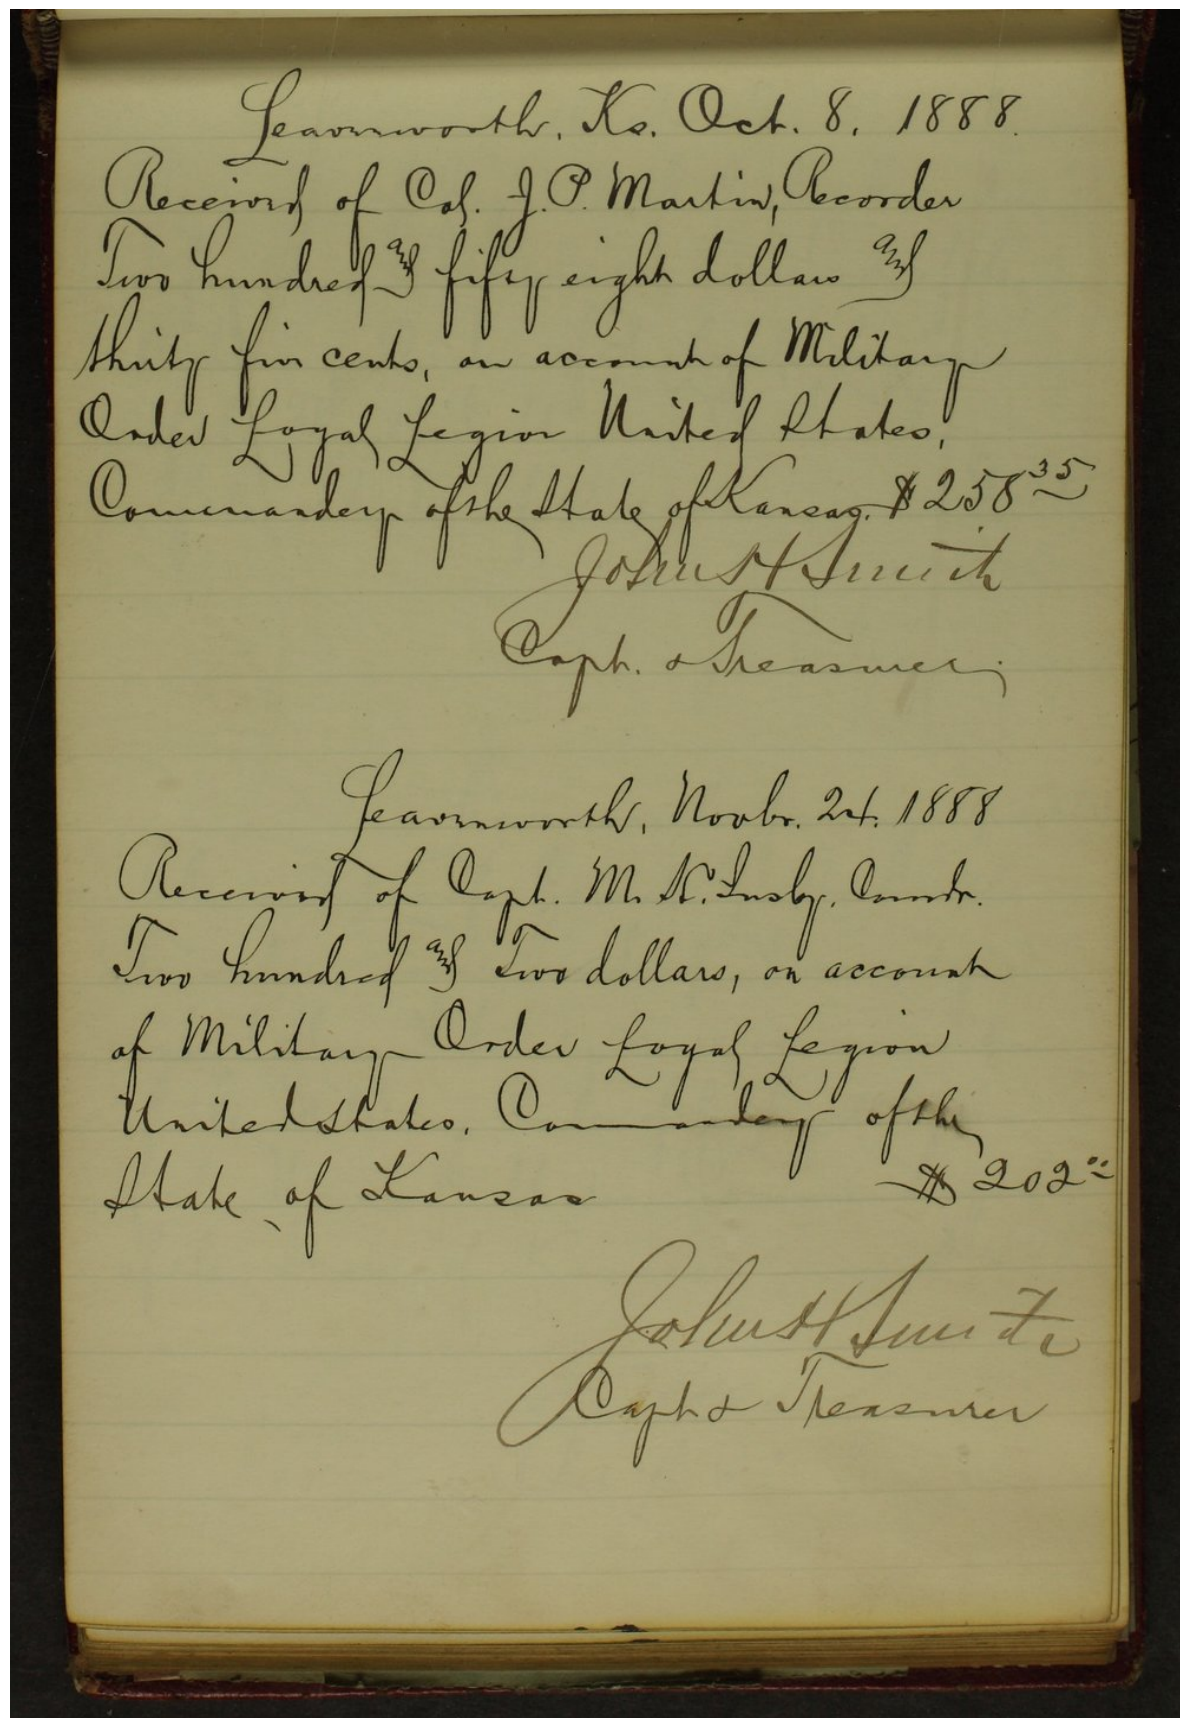 Leavenworth, Ks. Oct. 8, 1888.
Received of Col. J. P. Martin, Recorder
Two hundred and fifty eight dollars and
thirty five cents, on account of Military
Order Loyal Legion United States,
Commandery of the State of Kansas. $258 35
John H Smith
Capt. & Treasurer
Leavenworth, Novbr. 24. 1888
Received of Capt. M. H. Insley, Comdr.
Two hundred and Two dollars, on account
of Military Order Loyal Legion
United States. Commandery of the
State of Kansas $ 202 00
John H Smith
Capt & Treasurer